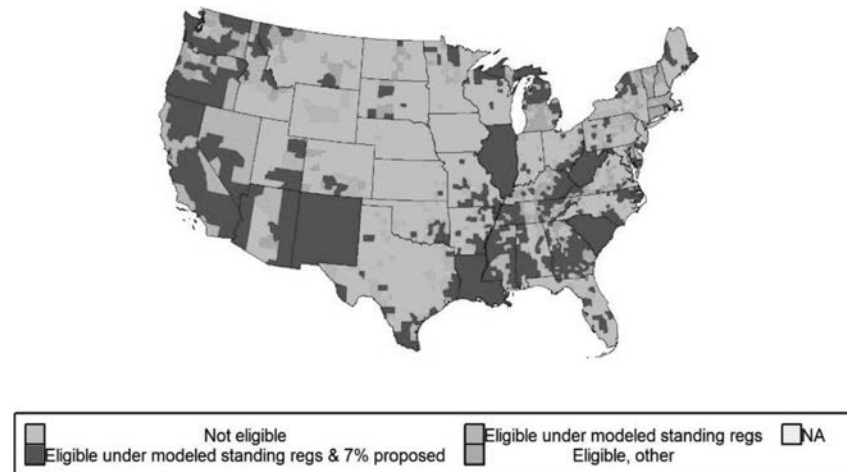 Not eligible
Eligible under modeled standing regs & 7% proposed
Eligible under modeled standing regs
Eligible, other
NA